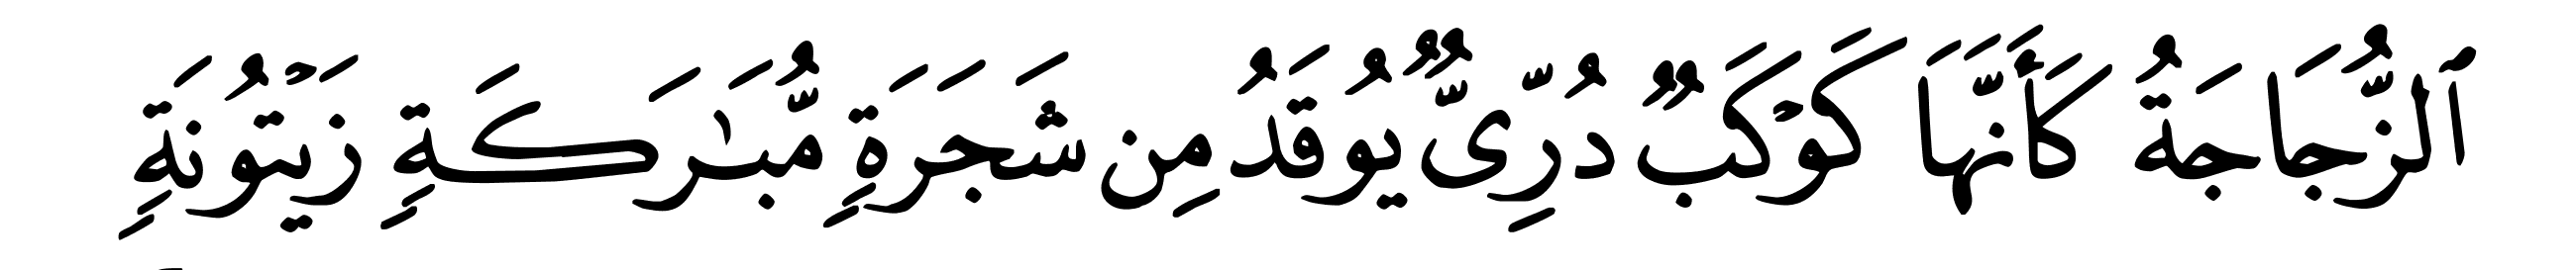 ٱلزُّجَاجَةُ كَأَنَّهَا كَوْكَبٌ دُرِّىٌّ يُوقَدُ مِن شَجَرَةٍ مُّبَـٰرَكَةٍ زَيْتُونَةٍ